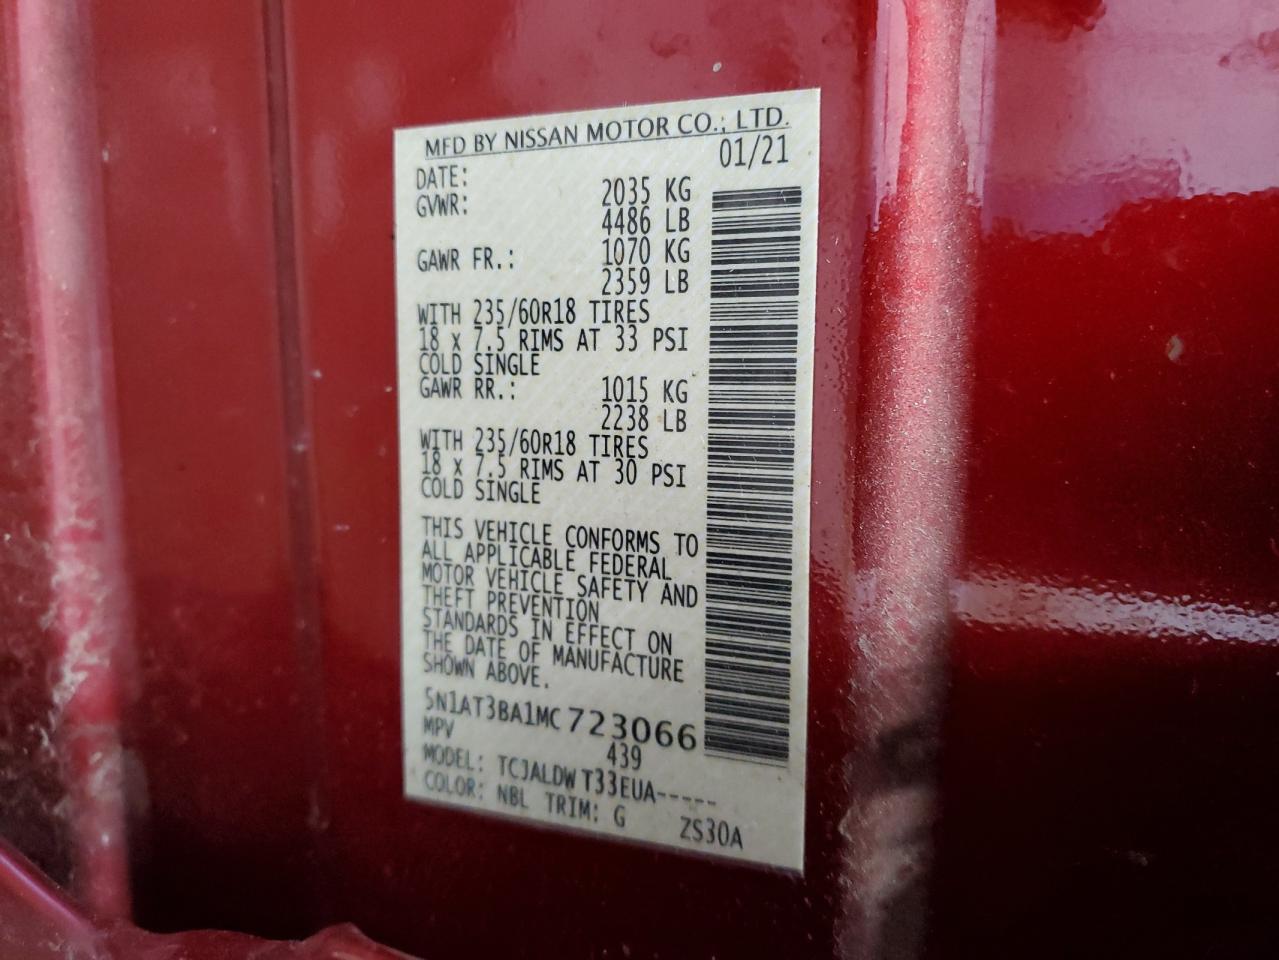 MFD BY NISSAN MOTOR CO., LTD.
DATE: 01/21
GVWR: 2035 KG
4486 LB
GAWR FR.: 1070 KG
2359 LB
WITH 235/60R18 TIRES
18 x 7.5 RIMS AT 33 PSI
COLD SINGLE
GAWR RR.: 1015 KG
2238 LB
WITH 235/60R18 TIRES
18 x 7.5 RIMS AT 30 PSI
COLD SINGLE
THIS VEHICLE CONFORMS TO
ALL APPLICABLE FEDERAL
MOTOR VEHICLE SAFETY AND
THEFT PREVENTION
STANDARDS IN EFFECT ON
THE DATE OF MANUFACTURE
SHOWN ABOVE.
5N1AT3BA1MC723066
MPV 439
MODEL: TCJALDWT33EUA-----
COLOR: NBL TRIM: G ZS30A